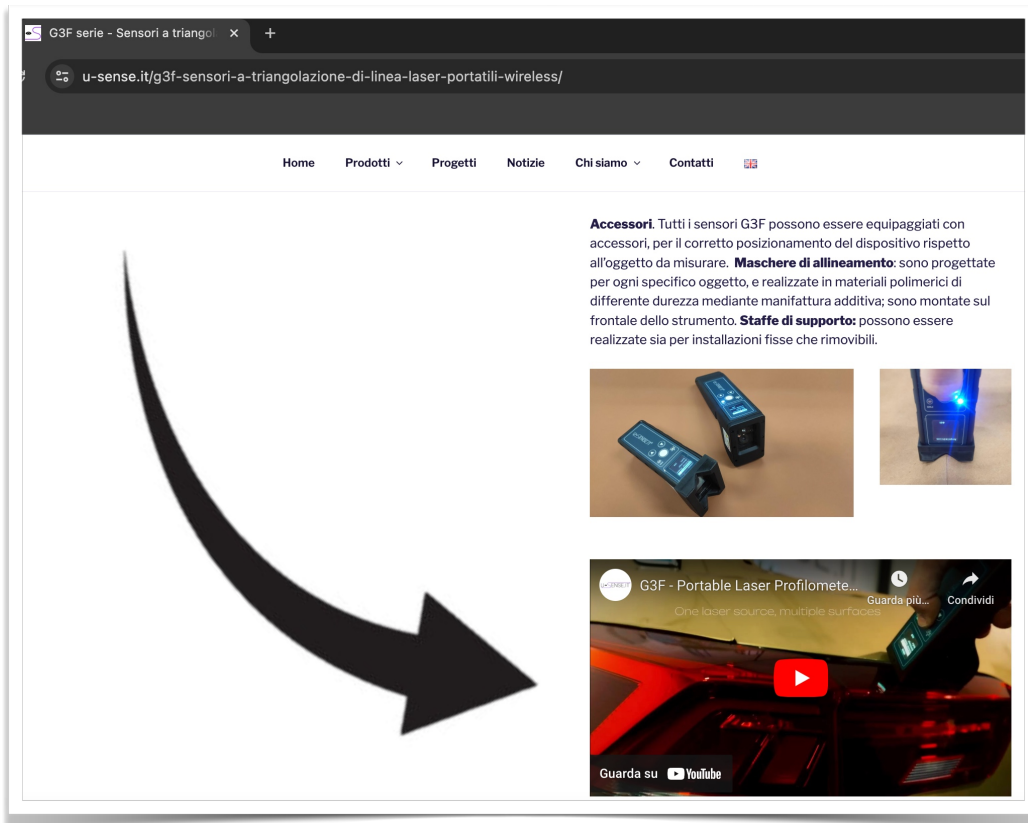 G3F serie - Sensori a triangol
u-sense.it/g3f-sensori-a-triangolazione-di-linea-laser-portatili-wireless/
Home Prodotti Progetti Notizie Chi siamo Contatti
Accessori. Tutti i sensori G3F possono essere equipaggiati con
accessori, per il corretto posizionamento del dispositivo rispetto
all'oggetto da misurare. Maschere di allineamento: sono progettate
per ogni specifico oggetto, e realizzate in materiali polimerici di
differente durezza mediante manifattura additiva; sono montate sul
frontale dello strumento. Staffe di supporto: possono essere
realizzate sia per installazioni fisse che rimovibili.
G3F - Portable Laser Profilomete...
Guarda più... Condividi
One laser source, multiple surfaces
Guarda su YouTube